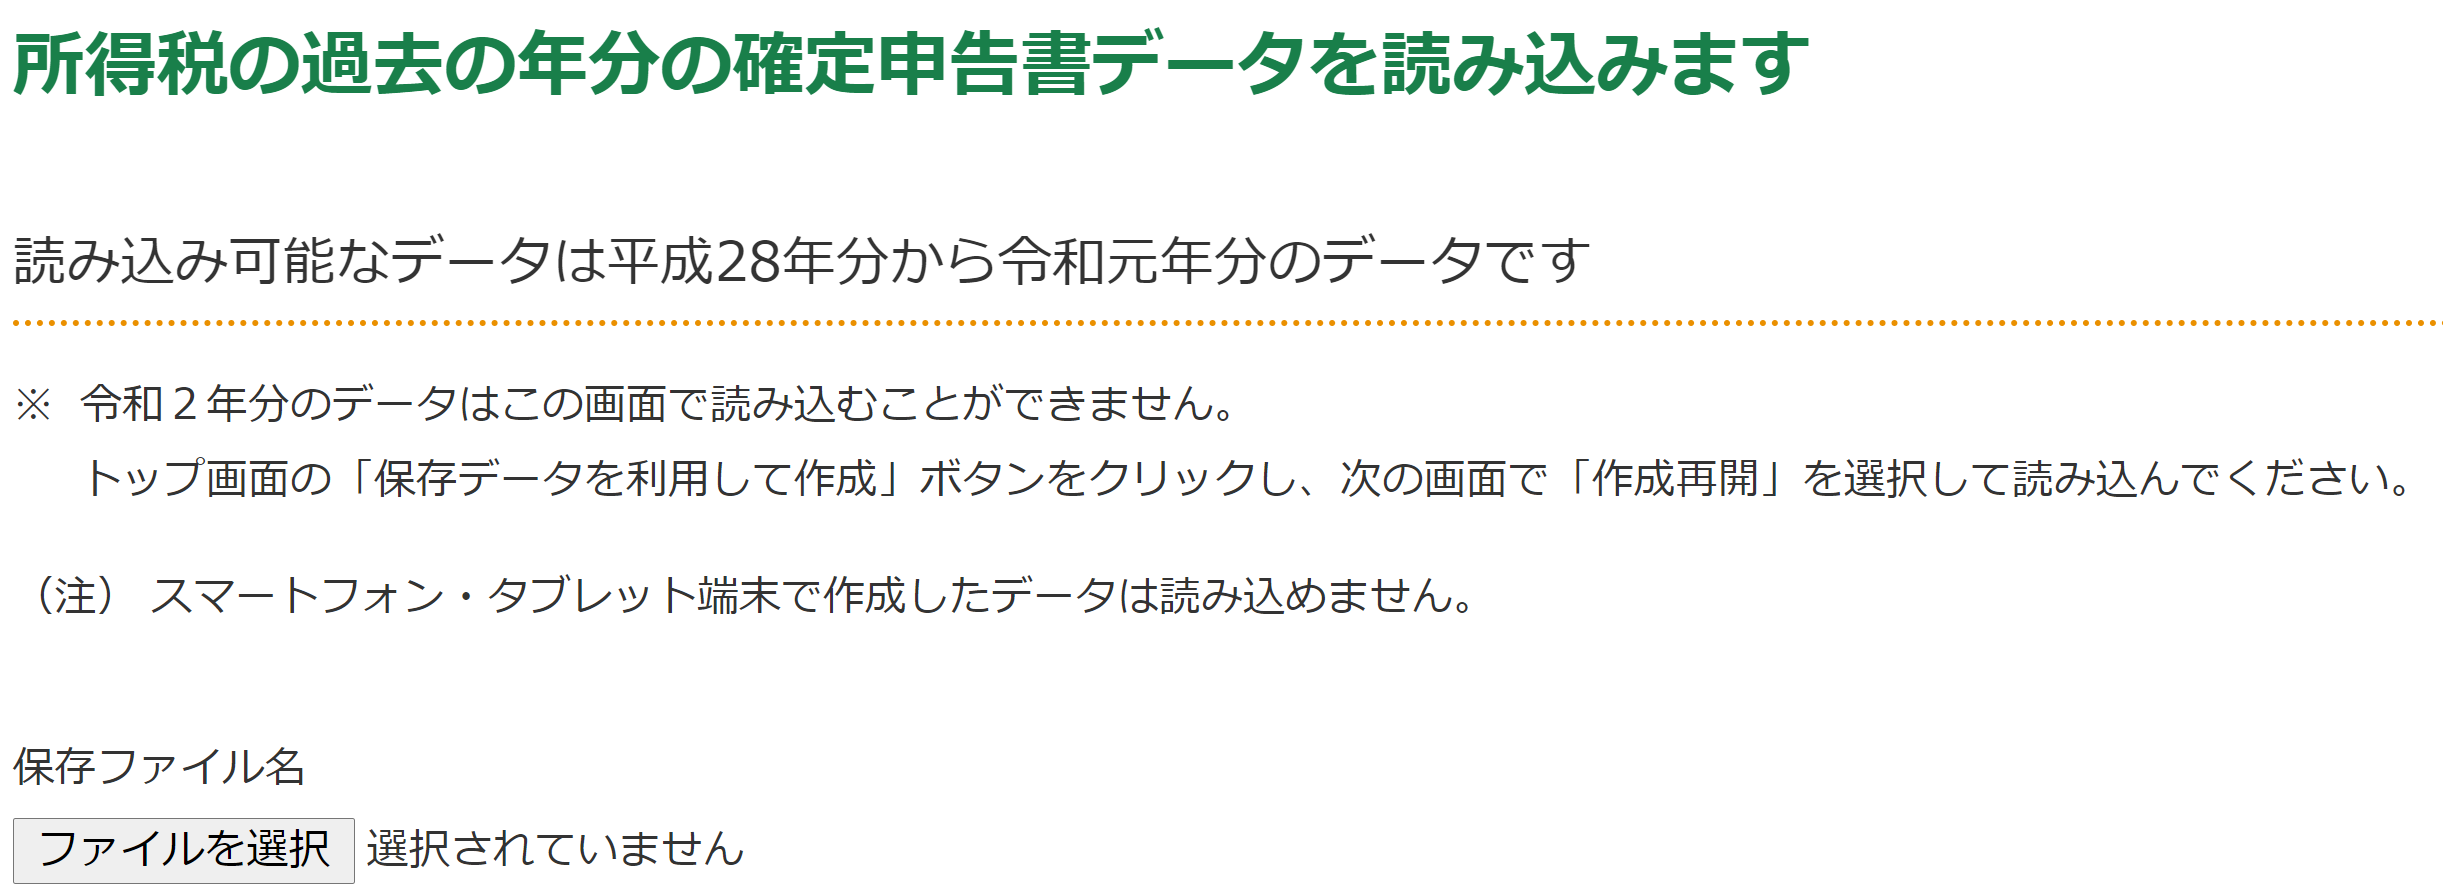 所得税の過去の年分の確定申告書データを読み込みます
読み込み可能なデータは平成28年分から令和元年分のデータです
※ 令和２年分のデータはこの画面で読み込むことができません。
トップ画面の「保存データを利用して作成」ボタンをクリックし、次の画面で「作成再開」を選択して読み込んでください。
（注） スマートフォン・タブレット端末で作成したデータは読み込めません。
保存ファイル名
ファイルを選択 選択されていません